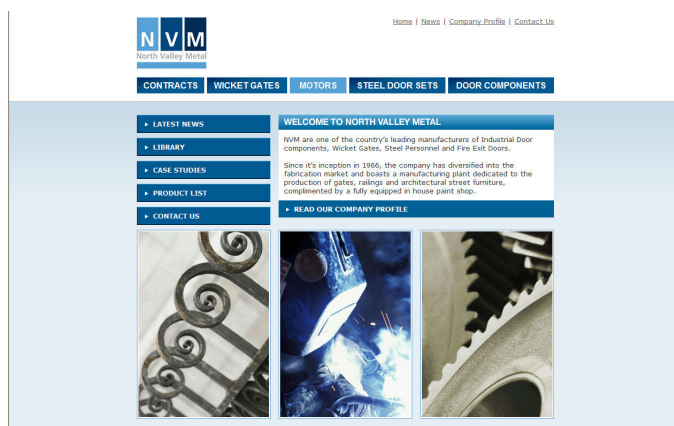 Home | News | Company Profile | Contact Us
NVM
North Valley Metal
CONTRACTS WICKET GATES MOTORS STEEL DOOR SETS DOOR COMPONENTS
LATEST NEWS
LIBRARY
CASE STUDIES
PRODUCT LIST
CONTACT US
WELCOME TO NORTH VALLEY METAL
NVM are one of the country's leading manufacturers of Industrial Door
components, Wicket Gates, Steel Personnel and Fire Exit Doors.
Since it's inception in 1966, the company has diversified into the
fabrication market and boasts a manufacturing plant dedicated to the
production of gates, railings and architectural street furniture,
complimented by a fully equipped in house paint shop.
READ OUR COMPANY PROFILE